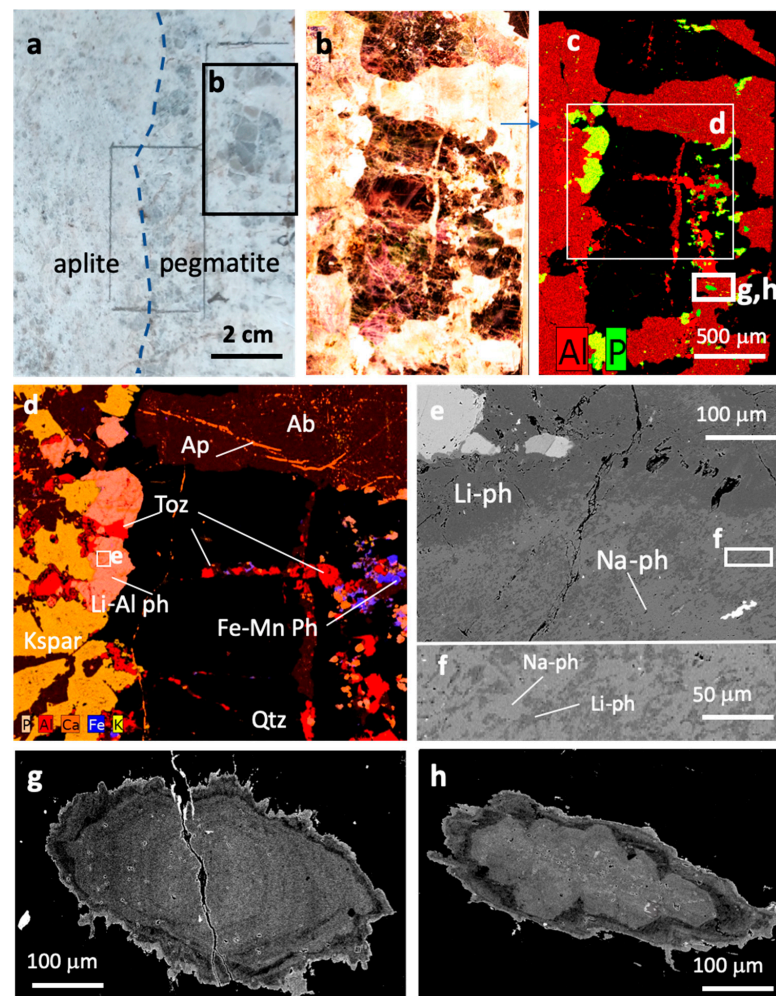 a
b
aplite
pegmatite
2 cm
b
c
d
g,h
Al P
500 µm
d
Ap
Ab
Toz
e
Li-Al ph
Fe-Mn Ph
Kspar
Qtz
P Al Ca Fe K
e
100 µm
Li-ph
f
Na-ph
f
Na-ph
Li-ph
50 µm
g
100 µm
h
100 µm